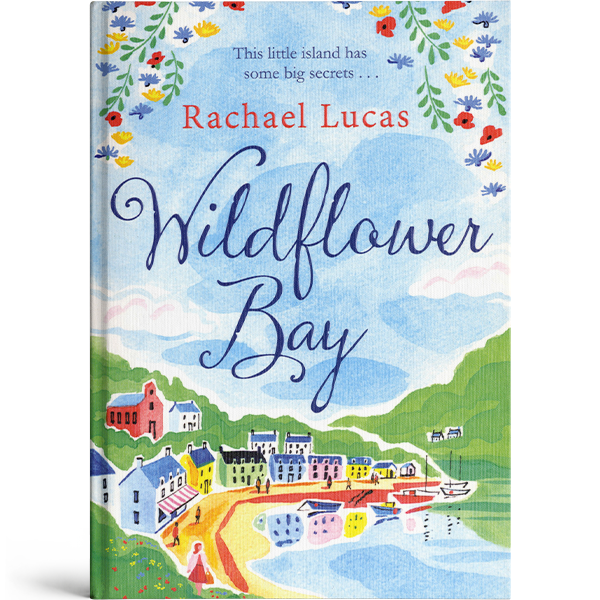 This little island has
some big secrets . . .
Rachael Lucas
Wildflower
Bay